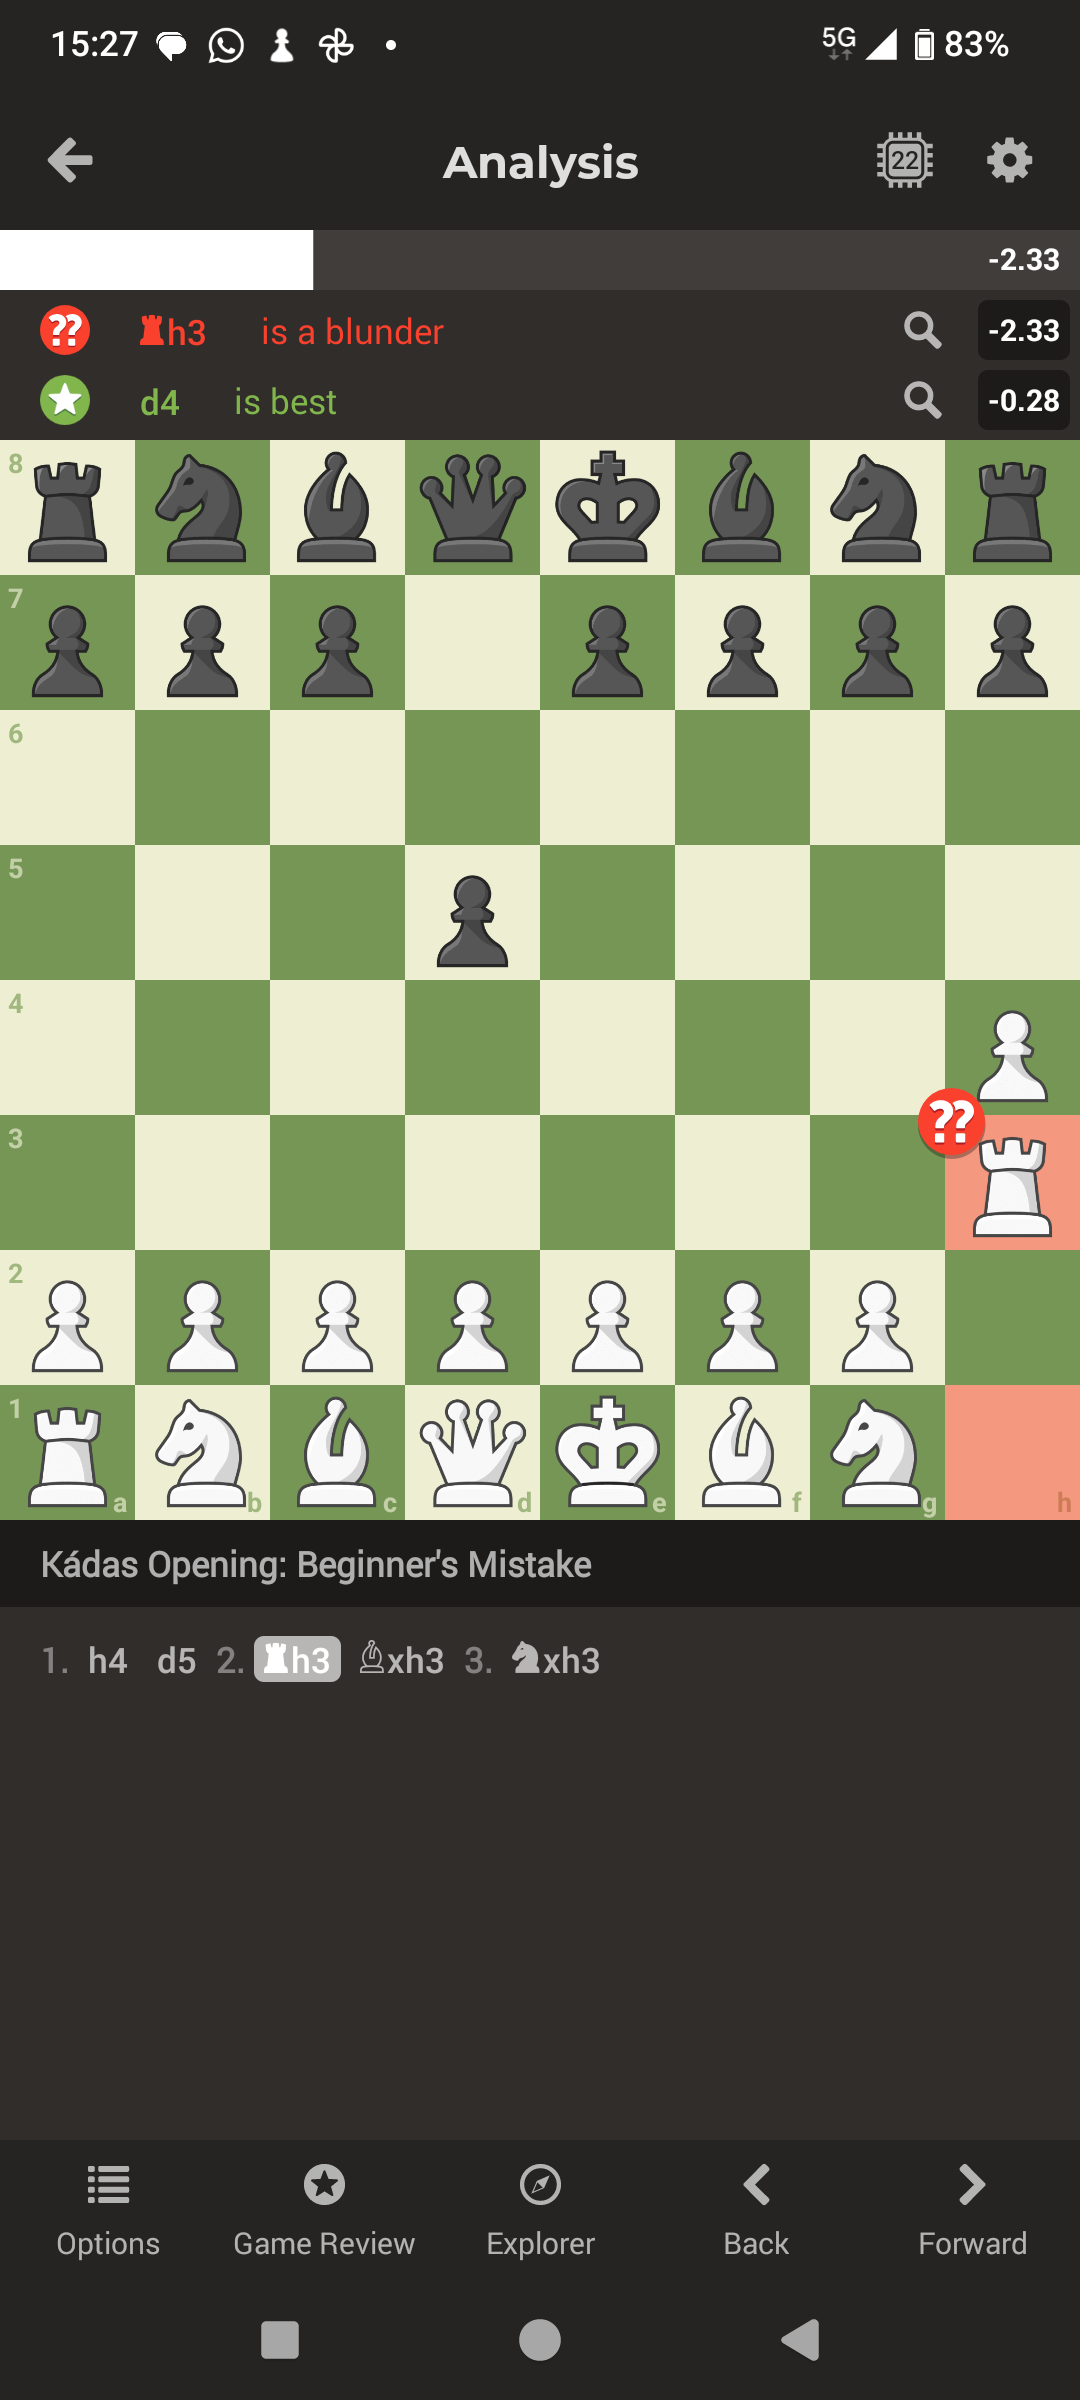 15:27 5G 83%
Analysis 22
-2.33
?? h3 is a blunder -2.33
d4 is best -0.28
8
7
6
5
4
??
3
2
1 a b c d e f g h
Kádas Opening: Beginner's Mistake
1. h4 d5 2. h3 xh3 3. xh3
Options Game Review Explorer Back Forward